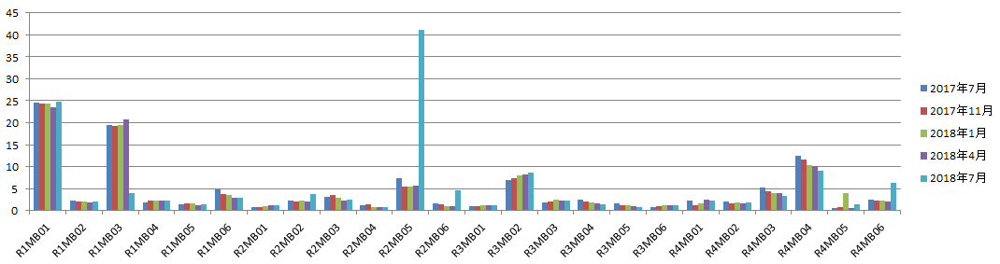 45
40
35
30
25
20
15
10
5
0
2017年7月
2017年11月
2018年1月
2018年4月
2018年7月
R1MB01 R1MB02 R1MB03 R1MB04 R1MB05 R1MB06 R2MB01 R2MB02 R2MB03 R2MB04 R2MB05 R2MB06 R3MB01 R3MB02 R3MB03 R3MB04 R3MB05 R3MB06 R4MB01 R4MB02 R4MB03 R4MB04 R4MB05 R4MB06